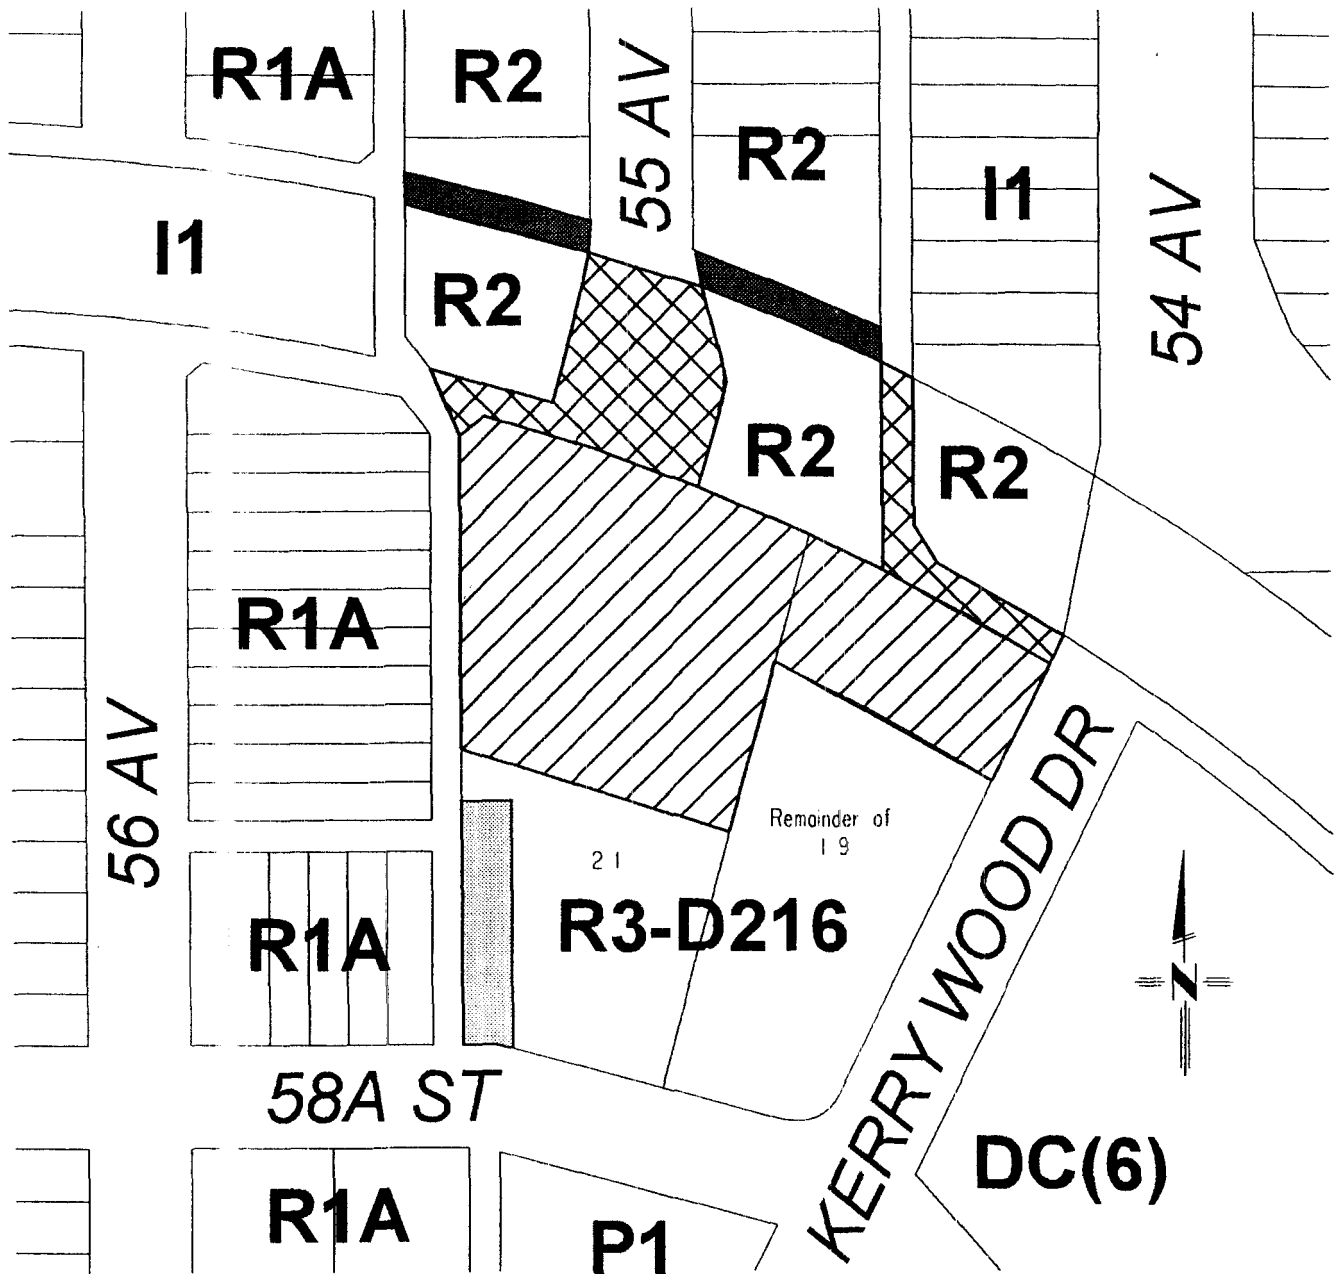 R1A
R2
55 AV
R2
I1
54 AV
I1
R2
R2
R2
R1A
56 AV
KERRY WOOD DR
Remainder of
19
21
R3-D216
R1A
N
58A ST
DC(6)
R1A
P1